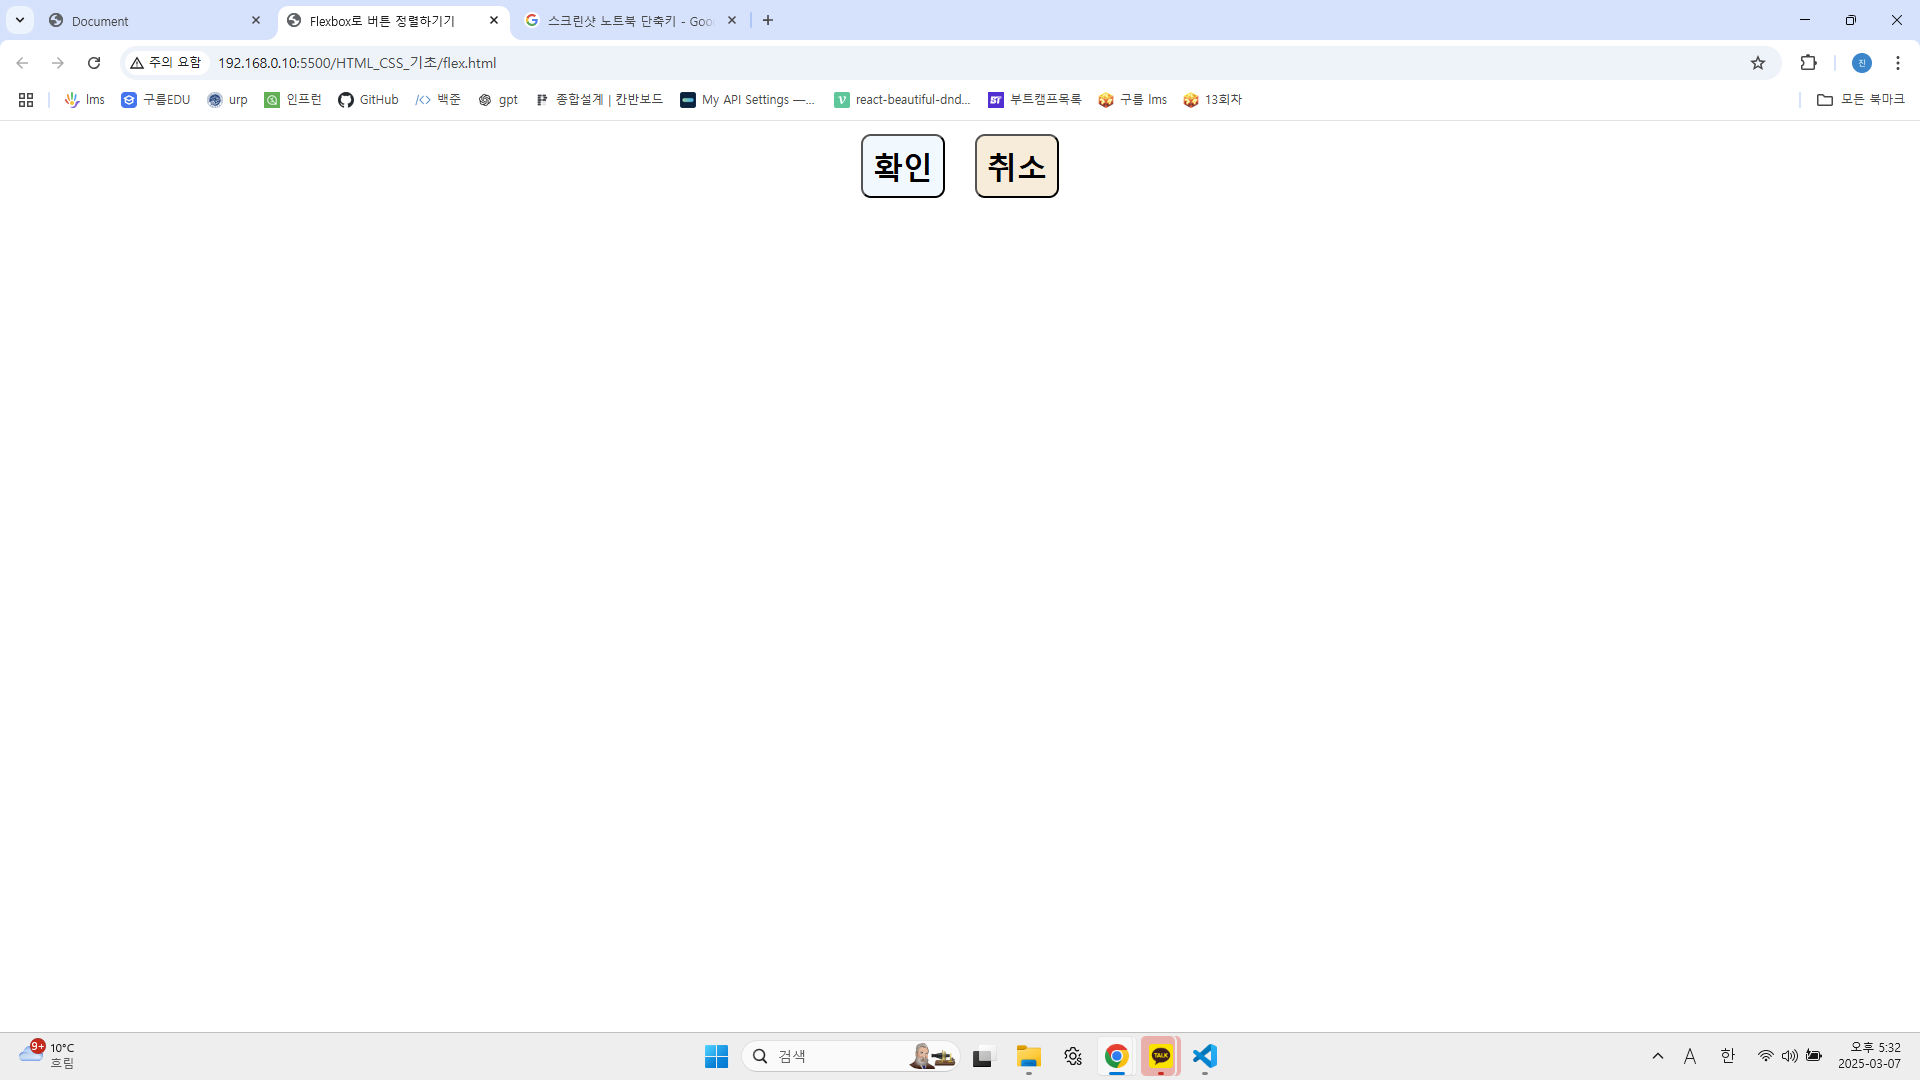 Document
Flexbox로 버튼 정렬하기기
스크린샷 노트북 단축키 - Goo
주의 요함 192.168.0.10:5500/HTML_CSS_기초/flex.html
진
lms 구름EDU urp 인프런 GitHub 백준 gpt 종합설계 | 칸반보드 My API Settings —... react-beautiful-dnd... 부트캠프목록 구름 lms 13회차 모든 북마크
확인 취소
9+ 10°C
흐림
검색
TALK
A 한
오후 5:32
2025-03-07